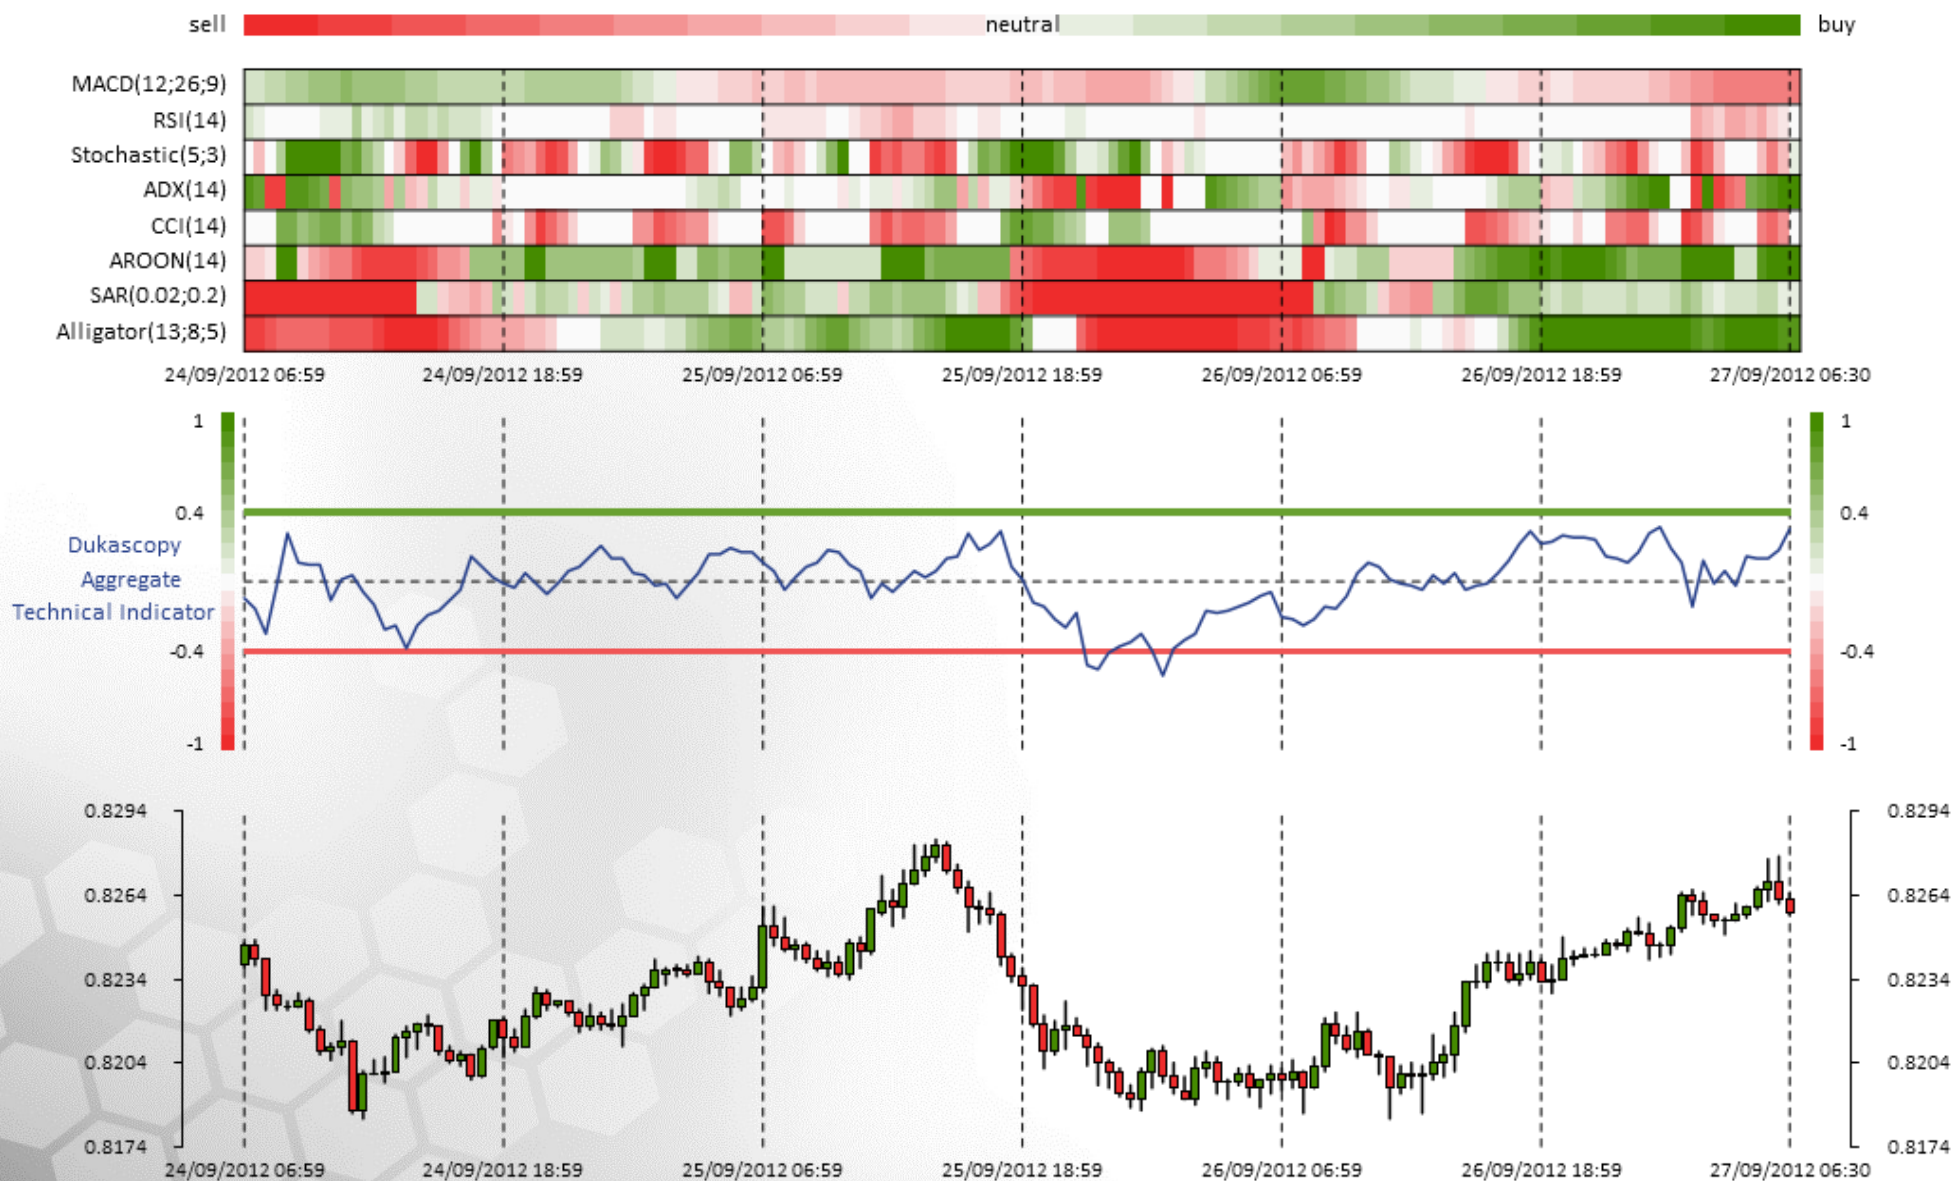 sell neutral buy
MACD(12;26;9)
RSI(14)
Stochastic(5;3)
ADX(14)
CCI(14)
AROON(14)
SAR(0.02;0.2)
Alligator(13;8;5)
24/09/2012 06:59 24/09/2012 18:59 25/09/2012 06:59 25/09/2012 18:59 26/09/2012 06:59 26/09/2012 18:59 27/09/2012 06:30
1 1
0.4 0.4
Dukascopy
Aggregate
Technical Indicator
-0.4 -0.4
-1 -1
0.8294 0.8294
0.8264 0.8264
0.8234 0.8234
0.8204 0.8204
0.8174 0.8174
24/09/2012 06:59 24/09/2012 18:59 25/09/2012 06:59 25/09/2012 18:59 26/09/2012 06:59 26/09/2012 18:59 27/09/2012 06:30